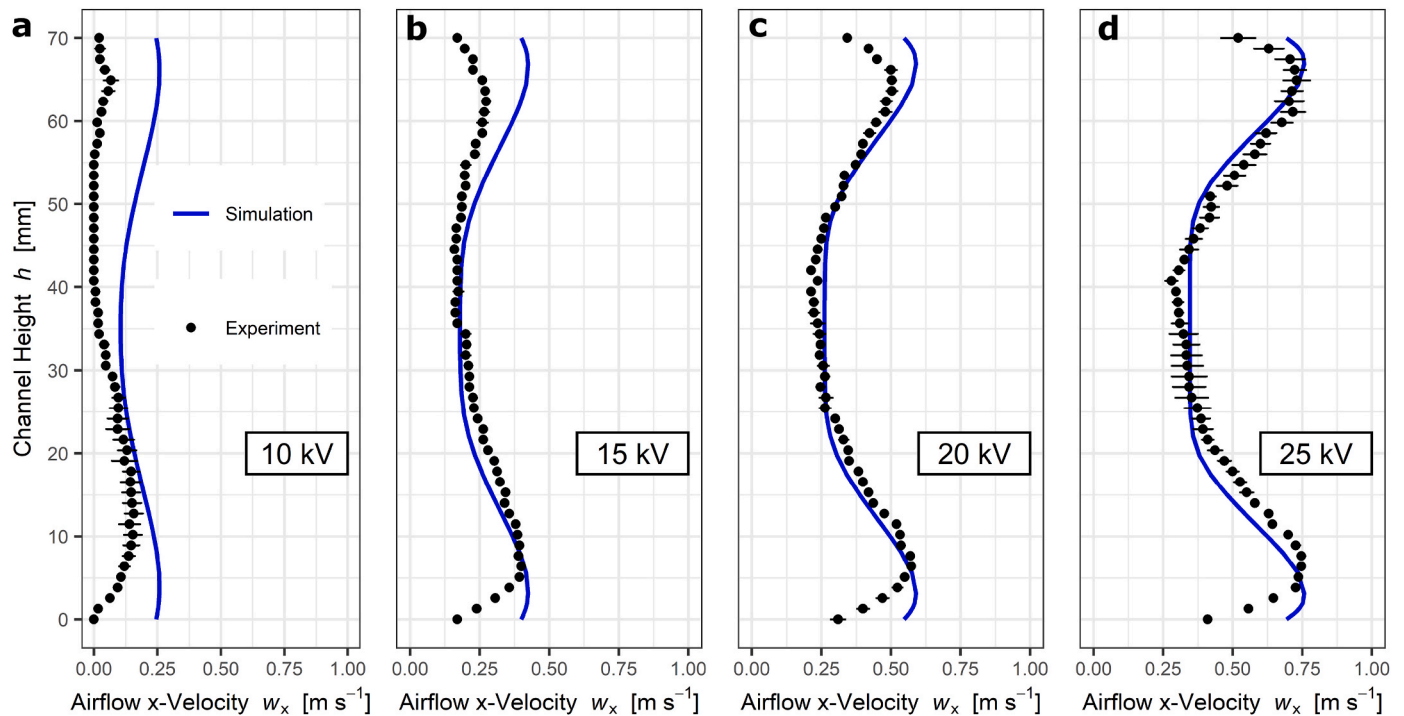 a
b
c
d
Channel Height h [mm]
70
60
50
40
30
20
10
0
Simulation
Experiment
10 kV
15 kV
20 kV
25 kV
0.00 0.25 0.50 0.75 1.00
0.00 0.25 0.50 0.75 1.00
0.00 0.25 0.50 0.75 1.00
0.00 0.25 0.50 0.75 1.00
Airflow x-Velocity wₓ [m s⁻¹]
Airflow x-Velocity wₓ [m s⁻¹]
Airflow x-Velocity wₓ [m s⁻¹]
Airflow x-Velocity wₓ [m s⁻¹]